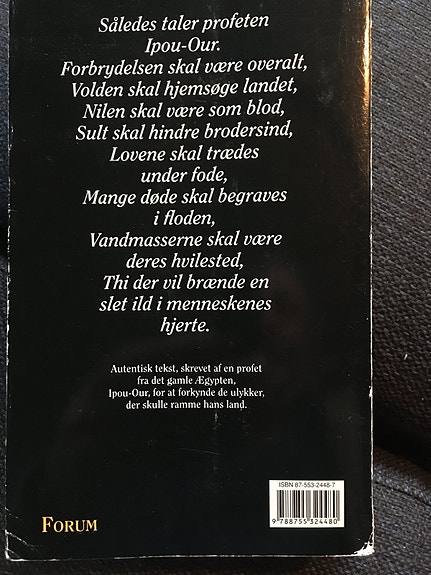 Således taler profeten
Ipou-Our.
Forbrydelsen skal være overalt,
Volden skal hjemsøge landet,
Nilen skal være som blod,
Sult skal hindre brodersind,
Lovene skal trædes
under fode,
Mange døde skal begraves
i floden,
Vandmasserne skal være
deres hvilested,
Thi der vil brænde en
slet ild i menneskenes
hjerte.
Autentisk tekst, skrevet af en profet
fra det gamle Ægypten,
Ipou-Our, for at forkynde de ulykker,
der skulle ramme hans land.
ISBN 87-553-2448-7
9 788755 324480
FORUM